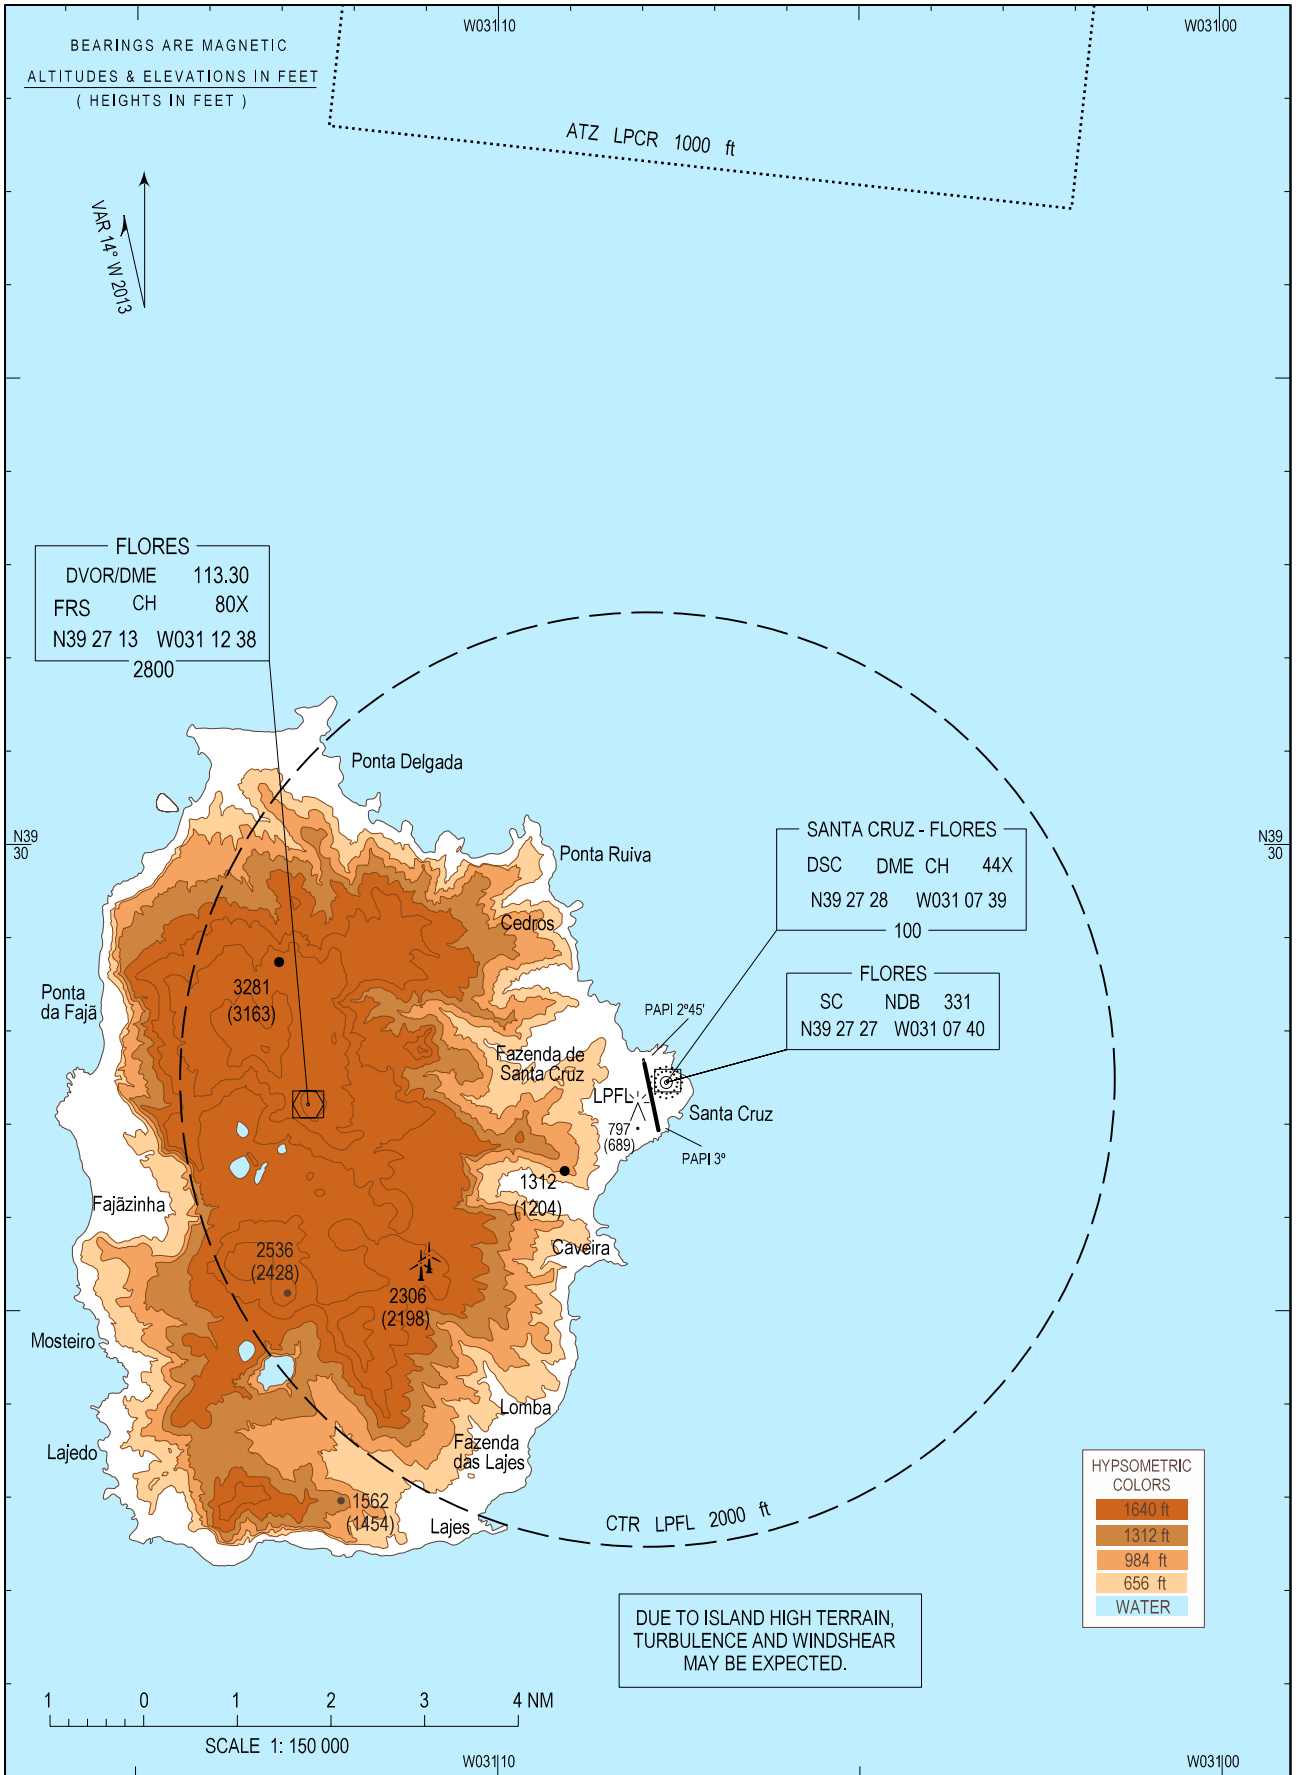 W031 10
W031 00
BEARINGS ARE MAGNETIC
ALTITUDES & ELEVATIONS IN FEET
( HEIGHTS IN FEET )
ATZ LPCR 1000 ft
VAR 14° W 2013
FLORES
DVOR/DME 113.30
FRS CH 80X
N39 27 13 W031 12 38
2800
Ponta Delgada
N39
30
N39
30
SANTA CRUZ - FLORES
DSC DME CH 44X
N39 27 28 W031 07 39
100
Ponta Ruiva
Cedros
FLORES
SC NDB 331
N39 27 27 W031 07 40
3281
(3163)
Ponta
da Fajã
PAPI 2º45'
Fazenda de
Santa Cruz
LPFL
Santa Cruz
797
(689)
PAPI 3º
1312
(1204)
Fajãzinha
Caveira
2536
(2428)
2306
(2198)
Mosteiro
Lomba
Fazenda
das Lajes
Lajedo
1562
(1454)
Lajes
CTR LPFL 2000 ft
HYPSOMETRIC
COLORS
1640 ft
1312 ft
984 ft
656 ft
WATER
DUE TO ISLAND HIGH TERRAIN,
TURBULENCE AND WINDSHEAR
MAY BE EXPECTED.
1 0 1 2 3 4 NM
SCALE 1: 150 000
W031 10
W031 00